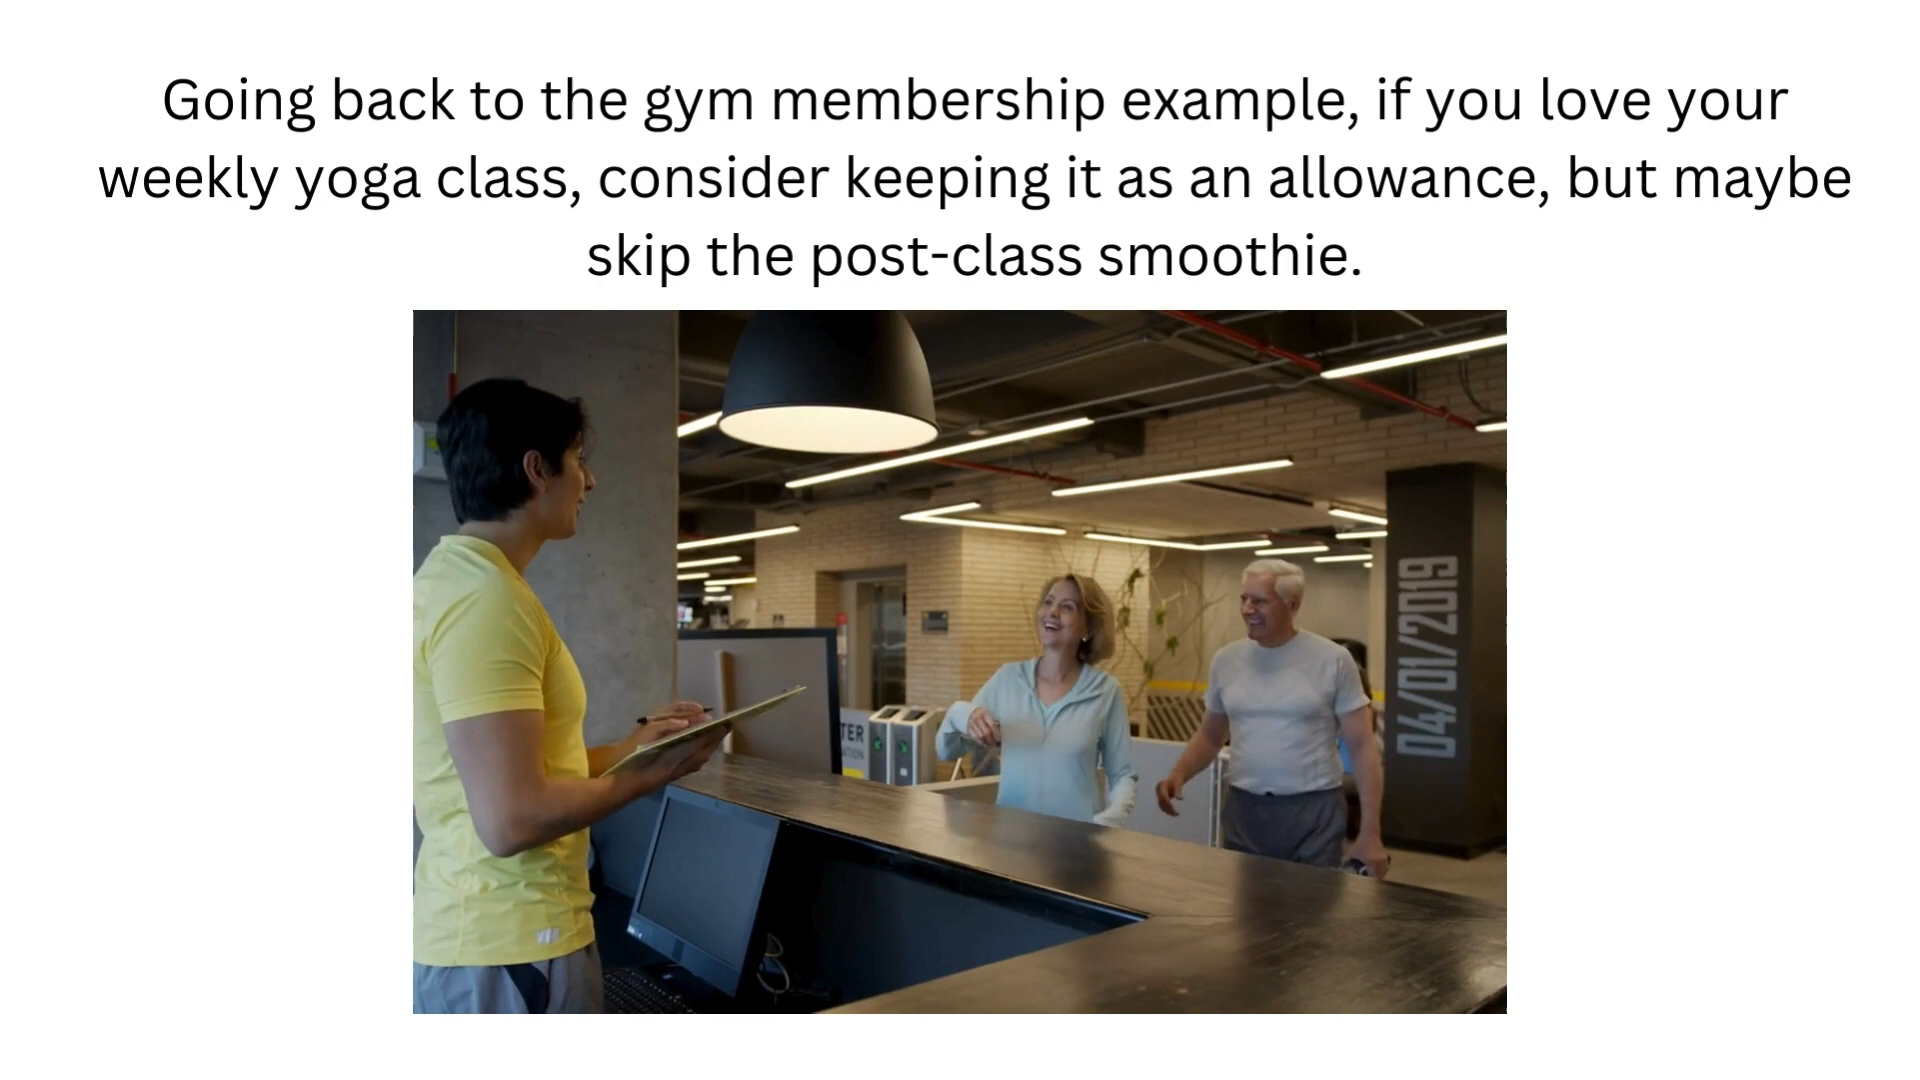 Going back to the gym membership example, if you love your
weekly yoga class, consider keeping it as an allowance, but maybe
skip the post-class smoothie.
TER
04/01/2019